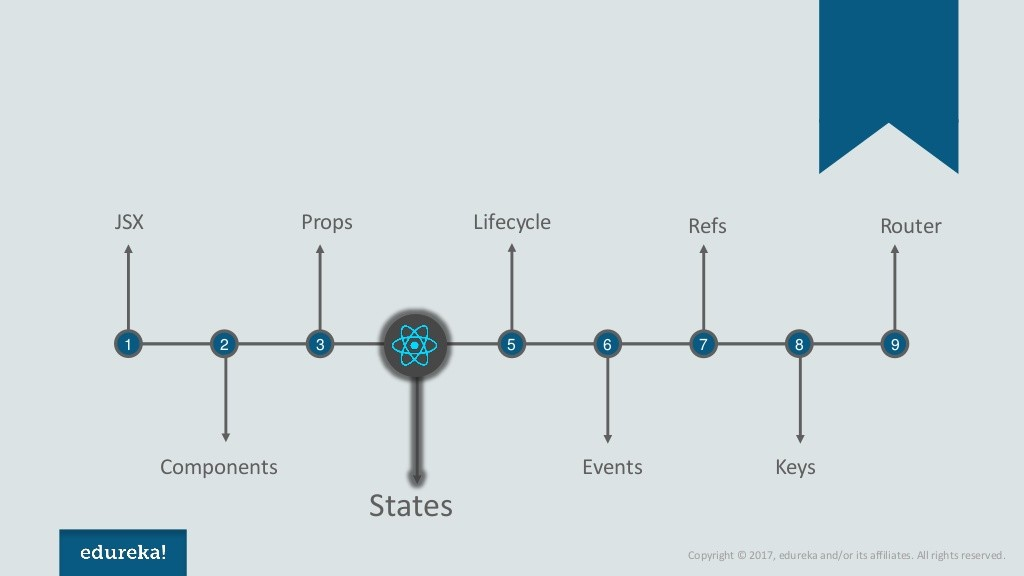 JSX
Props
Lifecycle
Refs
Router
1
2
3
5
6
7
8
9
Components
Events
Keys
States
edureka!
Copyright © 2017, edureka and/or its affiliates. All rights reserved.